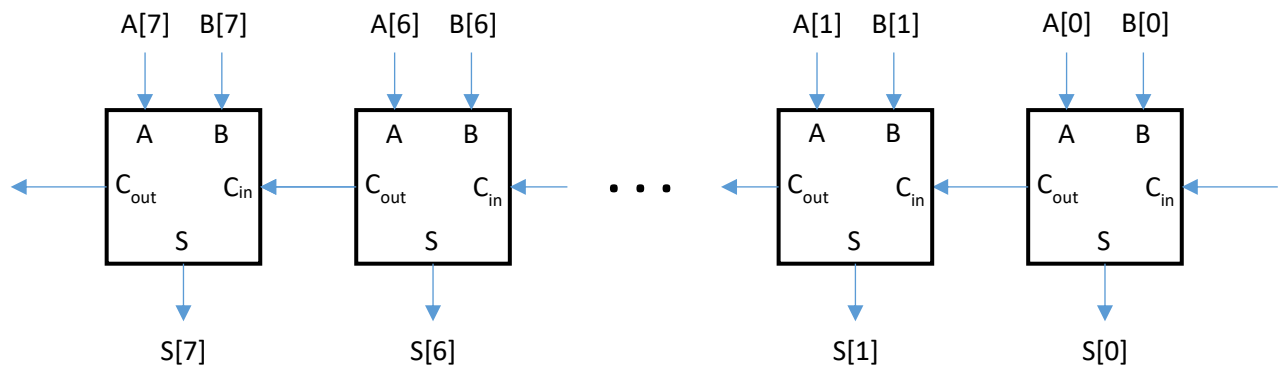 A[7] B[7] A[6] B[6] A[1] B[1] A[0] B[0]
A B A B A B A B
Cout Cin Cout Cin . . . Cout Cin Cout Cin
S S S S
S[7] S[6] S[1] S[0]